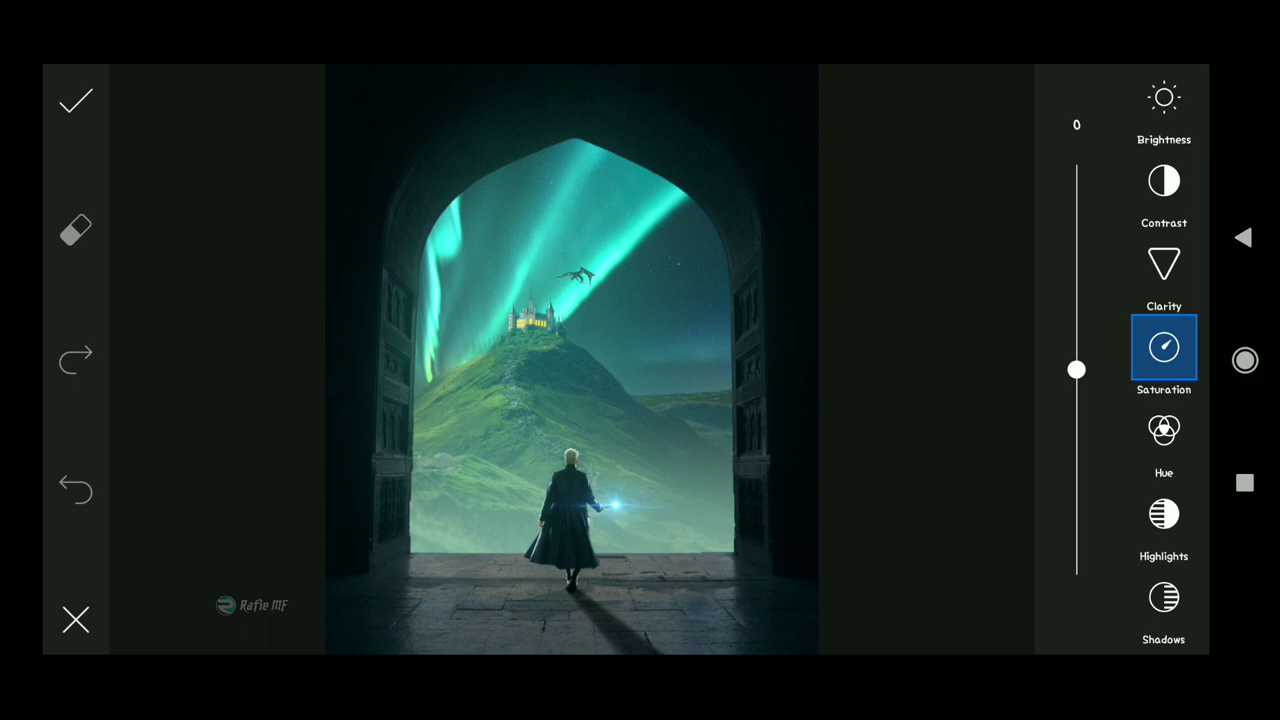 0
Brightness
Contrast
Clarity
Saturation
Hue
Highlights
Shadows
Rafie MF